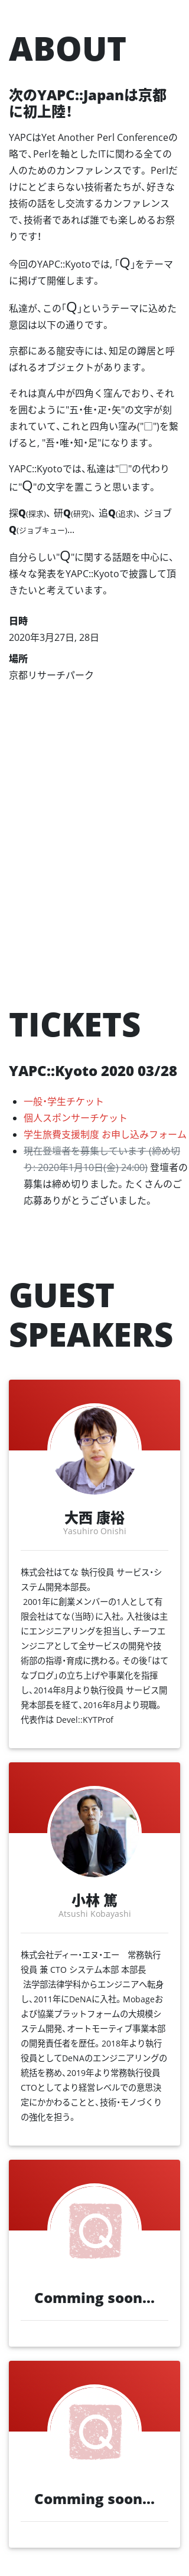 ABOUT
次のYAPC::Japanは京都
に初上陸!
YAPCはYet Another Perl Conferenceの
略で、Perlを軸としたITに関わる全ての
人のためのカンファレンスです。 Perlだ
けにとどまらない技術者たちが、好きな
技術の話をし交流するカンファレンス
で、技術者であれば誰でも楽しめるお祭
りです!
今回のYAPC::Kyotoでは、「Q」をテーマ
に掲げて開催します。
私達が、この「Q」というテーマに込めた
意図は以下の通りです。
京都にある龍安寺には、知足の蹲居と呼
ばれるオブジェクトがあります。
それは真ん中が四角く窪んでおり、それ
を囲むように"五・隹・疋・矢"の文字が刻
まれていて、これと四角い窪み("□")を繋
げると, "吾・唯・知・足"になります。
YAPC::Kyotoでは、私達は"□"の代わり
に"Q"の文字を置こうと思います。
探Q(探求)、研Q(研究)、 追Q(追求)、 ジョブ
Q(ジョブキュー)...
自分らしい"Q"に関する話題を中心に、
様々な発表をYAPC::Kyotoで披露して頂
きたいと考えています。
日時
2020年3月27日, 28日
場所
京都リサーチパーク
TICKETS
YAPC::Kyoto 2020 03/28
一般・学生チケット
個人スポンサーチケット
学生旅費支援制度 お申し込みフォーム
現在登壇者を募集しています (締め切
り: 2020年1月10日(金) 24:00) 登壇者の
募集は締め切りました。たくさんのご
応募ありがとうございました。
GUEST
SPEAKERS
大西 康裕
Yasuhiro Onishi
株式会社はてな 執行役員 サービス・シ
ステム開発本部長。
2001年に創業メンバーの1人として有
限会社はてな(当時)に入社。入社後は主
にエンジニアリングを担当し、チーフエ
ンジニアとして全サービスの開発や技
術部の指導・育成に携わる。その後「はて
なブログ」の立ち上げや事業化を指揮
し、2014年8月より執行役員 サービス開
発本部長を経て、2016年8月より現職。
代表作は Devel::KYTProf
小林 篤
Atsushi Kobayashi
株式会社ディー・エヌ・エー 常務執行
役員 兼 CTO システム本部 本部長
法学部法律学科からエンジニアへ転身
し、2011年にDeNAに入社。Mobageお
よび協業プラットフォームの大規模シ
ステム開発、オートモーティブ事業本部
の開発責任者を歴任。2018年より執行
役員としてDeNAのエンジニアリングの
統括を務め、2019年より常務執行役員
CTOとしてより経営レベルでの意思決
定にかかわることと、技術・モノづくり
の強化を担う。
Q
Comming soon...
Q
Comming soon...